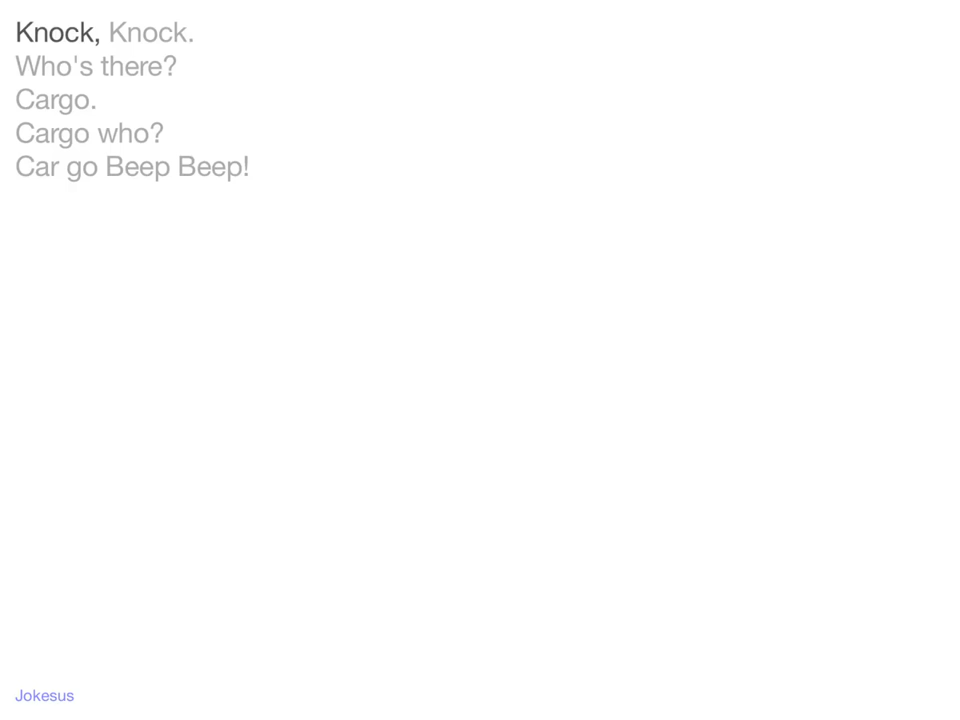 Knock, Knock.
Who's there?
Cargo.
Cargo who?
Car go Beep Beep!
Jokesus